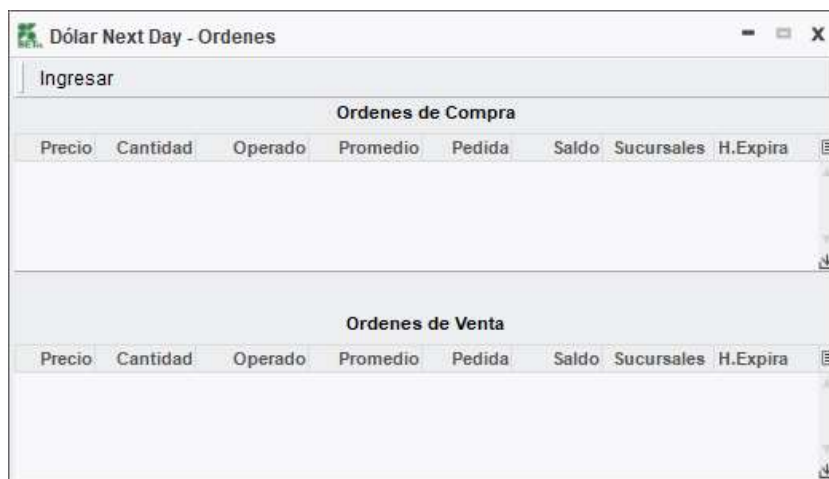 Dólar Next Day - Ordenes
Ingresar
Ordenes de Compra
Precio Cantidad Operado Promedio Pedida Saldo Sucursales H.Expira
Ordenes de Venta
Precio Cantidad Operado Promedio Pedida Saldo Sucursales H.Expira